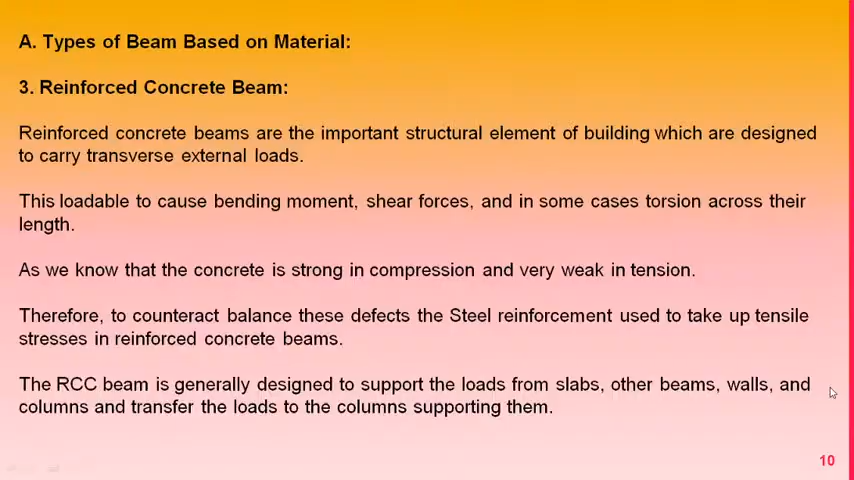 A. Types of Beam Based on Material:
3. Reinforced Concrete Beam:
Reinforced concrete beams are the important structural element of building which are designed
to carry transverse external loads.
This loadable to cause bending moment, shear forces, and in some cases torsion across their
length.
As we know that the concrete is strong in compression and very weak in tension.
Therefore, to counteract balance these defects the Steel reinforcement used to take up tensile
stresses in reinforced concrete beams.
The RCC beam is generally designed to support the loads from slabs, other beams, walls, and
columns and transfer the loads to the columns supporting them.
10